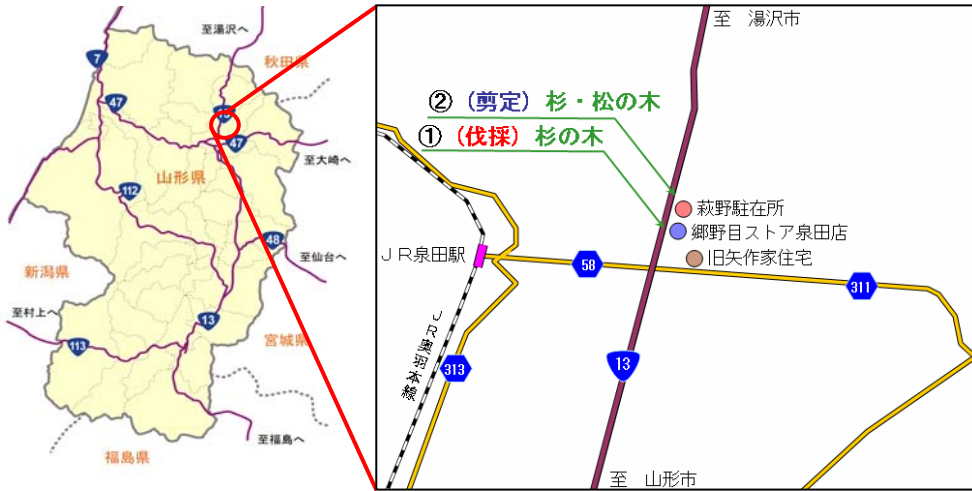 至湯沢へ
秋田県
7
47
13
47
至大崎へ
山形県
112
48
至仙台へ
新潟県
至村上へ
13
宮城県
113
至福島へ
福島県
至 湯沢市
② (剪定) 杉・松の木
① (伐採) 杉の木
萩野駐在所
郷野目ストア泉田店
旧矢作家住宅
JR泉田駅
58
311
JR奥羽本線
313
13
至 山形市